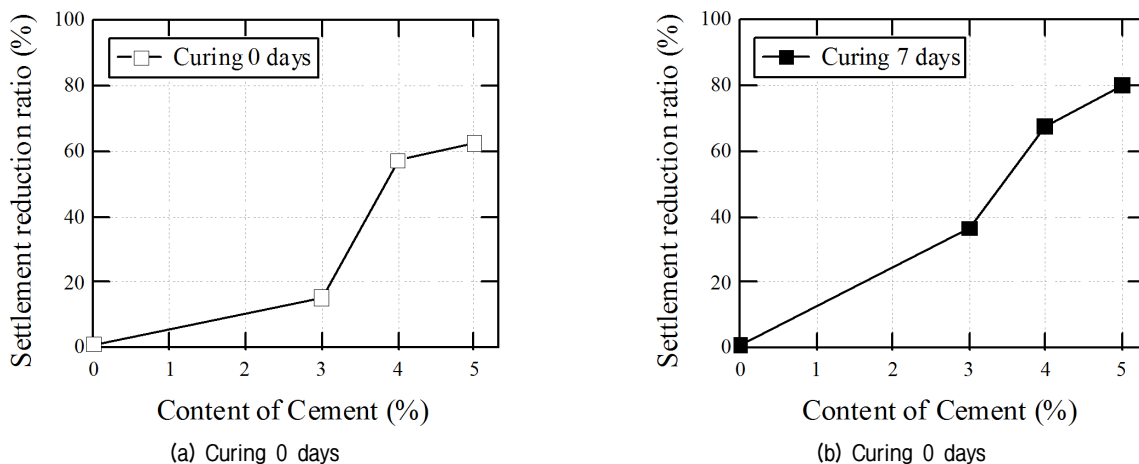 100
80
60
40
20
0
Settlement reduction ratio (%)
Curing 0 days
0 1 2 3 4 5
Content of Cement (%)
(a) Curing 0 days
100
80
60
40
20
0
Settlement reduction ratio (%)
Curing 7 days
0 1 2 3 4 5
Content of Cement (%)
(b) Curing 0 days